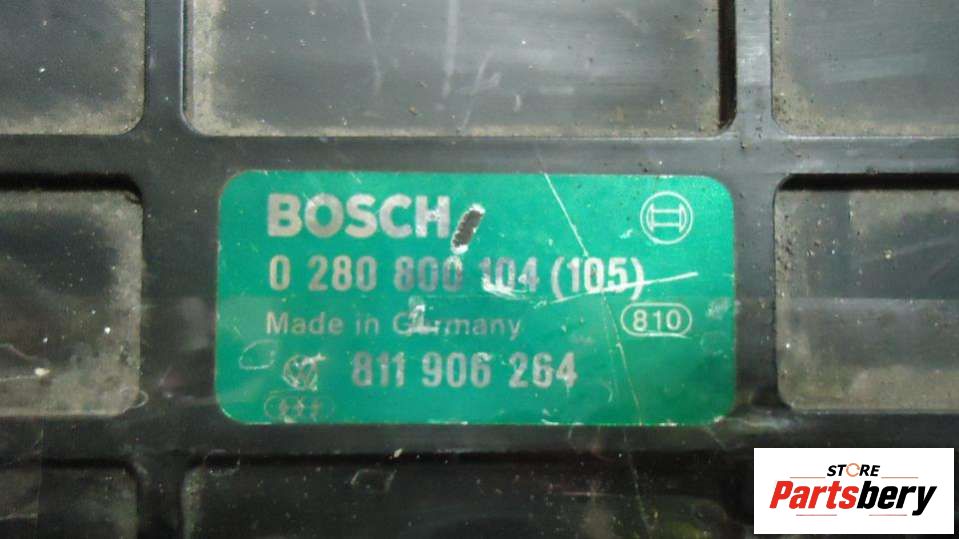 BOSCH
0 280 800 104 (105)
Made in Germany 810
811 906 264
STORE
Partsbery